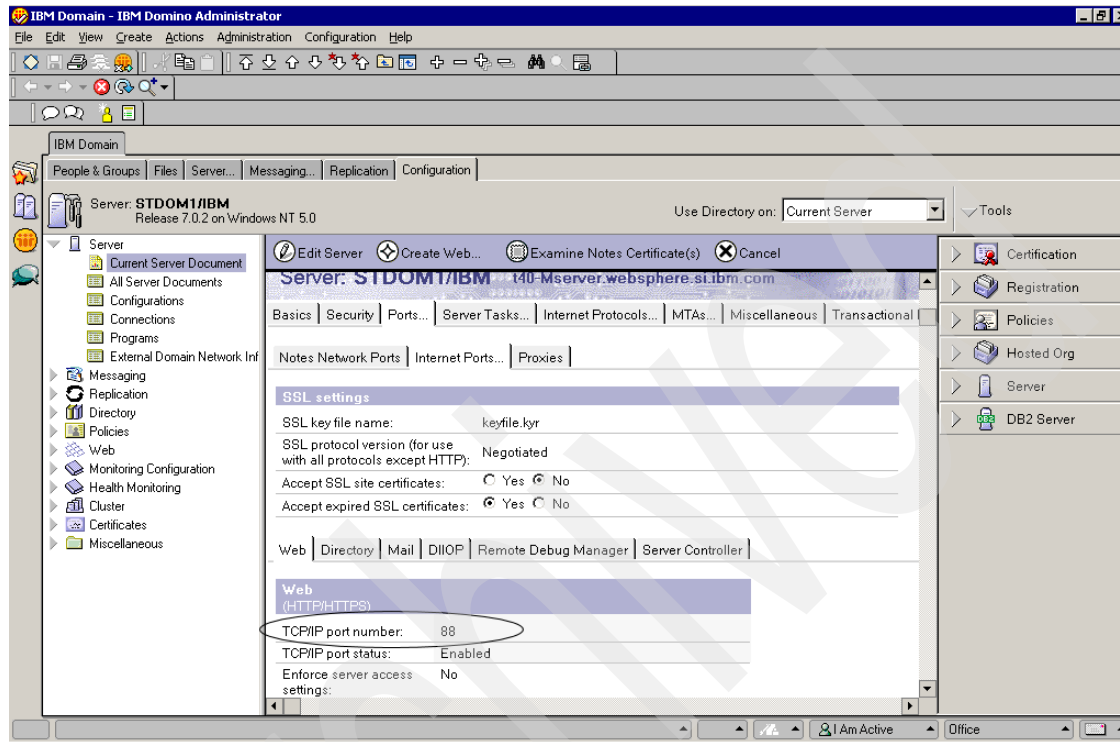 IBM Domain - IBM Domino Administrator
File Edit View Create Actions Administration Configuration Help
IBM Domain
People & Groups Files Server... Messaging... Replication Configuration
Server: STDOM1/IBM
Release 7.0.2 on Windows NT 5.0
Use Directory on: Current Server
Tools
Server
Current Server Document
All Server Documents
Configurations
Connections
Programs
External Domain Network Inf
Messaging
Replication
Directory
Policies
Web
Monitoring Configuration
Health Monitoring
Cluster
Certificates
Miscellaneous
Edit Server Create Web... Examine Notes Certificate(s) Cancel
Server: STDOM1/IBM t40-Mserver.websphere.si.ibm.com
Basics Security Ports... Server Tasks... Internet Protocols... MTAs... Miscellaneous Transactional
Notes Network Ports Internet Ports... Proxies
SSL settings
SSL key file name: keyfile.kyr
SSL protocol version (for use
with all protocols except HTTP): Negotiated
Accept SSL site certificates: Yes No
Accept expired SSL certificates: Yes No
Web Directory Mail DIIOP Remote Debug Manager Server Controller
Web
(HTTP/HTTPS)
TCP/IP port number: 88
TCP/IP port status: Enabled
Enforce server access No
settings:
Certification
Registration
Policies
Hosted Org
Server
DB2 Server
I Am Active
Office